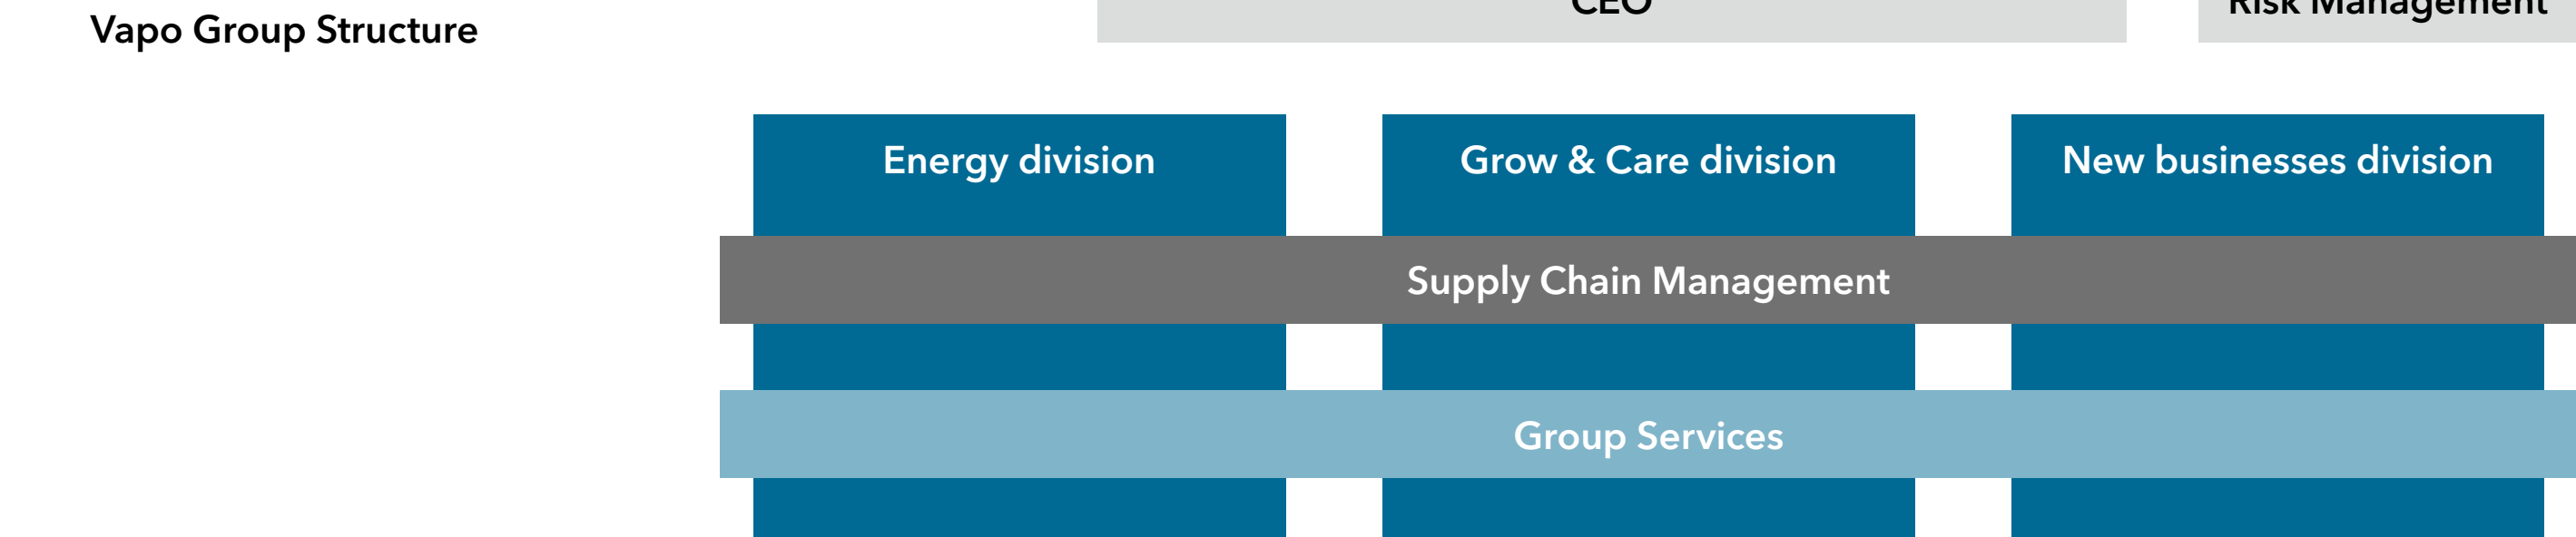 CEO
Risk Management
Vapo Group Structure
Energy division
Grow & Care division
New businesses division
Supply Chain Management
Group Services